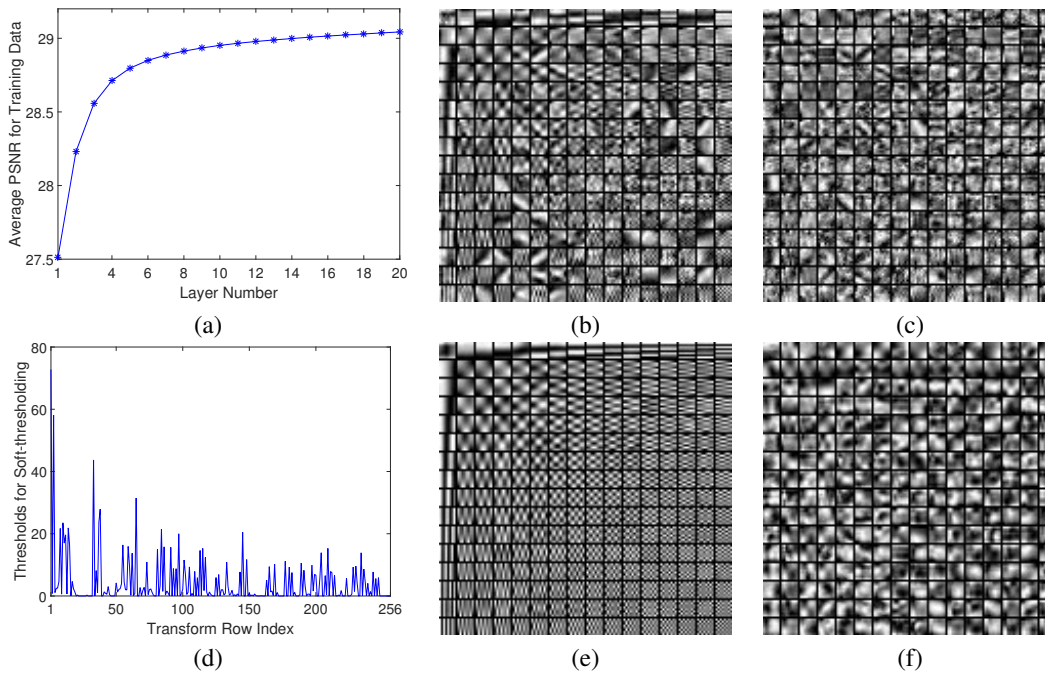 29
28.5
28
27.5
Average PSNR for Training Data
1 4 6 8 10 12 14 16 18 20
Layer Number
(a)
(b)
(c)
80
60
40
20
0
Thresholds for Soft-thresholding
1 50 100 150 200 256
Transform Row Index
(d)
(e)
(f)